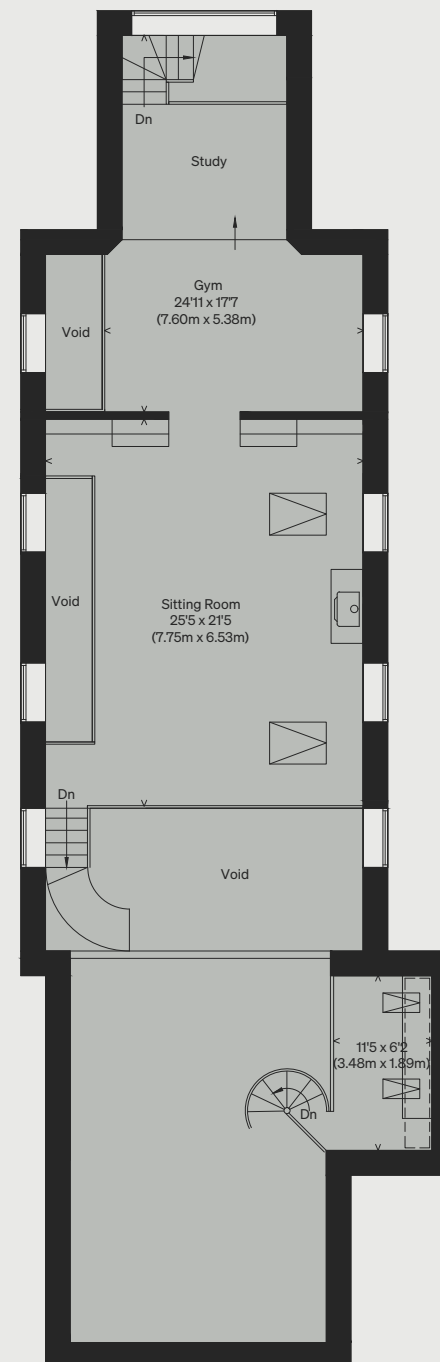 Dn
Study
Gym
24'11 x 17'7
(7.60m x 5.38m)
Void
Void
Sitting Room
25'5 x 21'5
(7.75m x 6.53m)
Dn
Void
11'5 x 6'2
(3.48m x 1.89m)
Dn